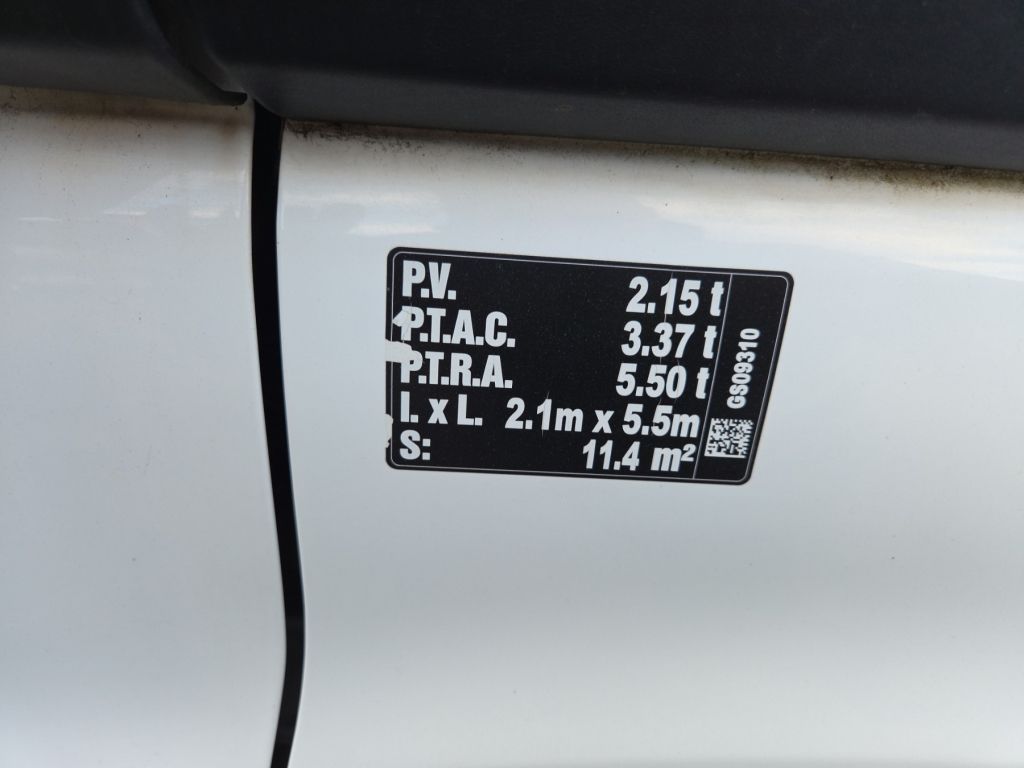 P.V. 2.15 t
P.T.A.C. 3.37 t
P.T.R.A. 5.50 t
l. x L. 2.1m x 5.5m
S: 11.4 m²
GS09310